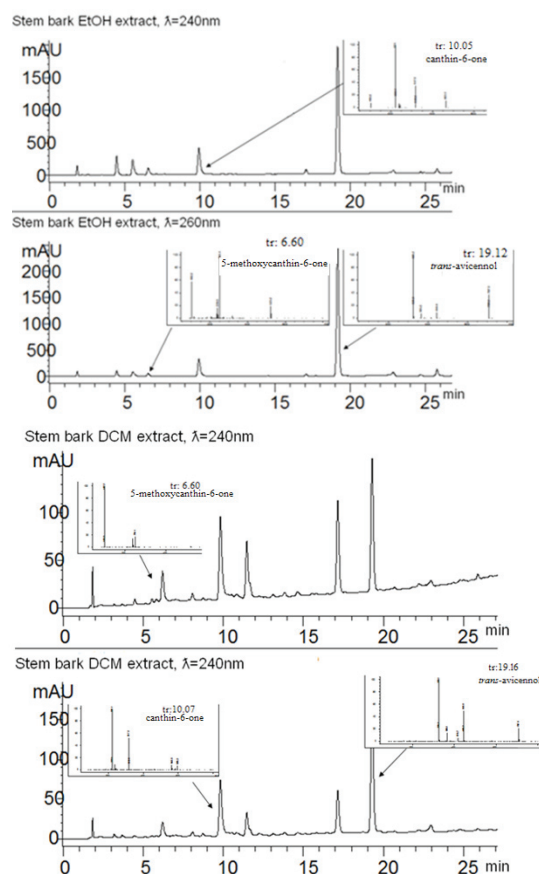 Stem bark EtOH extract, λ=240nm
mAU
tr: 10.05
canthin-6-one
1500
1000
500
0
0 5 10 15 20 25 min
Stem bark EtOH extract, λ=260nm
mAU
tr: 6.60
5-methoxycanthin-6-one
19.12
trans-avicennol
2000
1500
1000
500
0
0 5 10 15 20 25 min
Stem bark DCM extract, λ=240nm
mAU
tr: 6.60
5-methoxycanthin-6-one
100
50
0
0 5 10 15 20 25 min
Stem bark DCM extract, λ=240nm
mAU
tr:10,07
canthin-6-one
tr:19.16
trans-avicennol
150
100
50
0
0 5 10 15 20 25 min